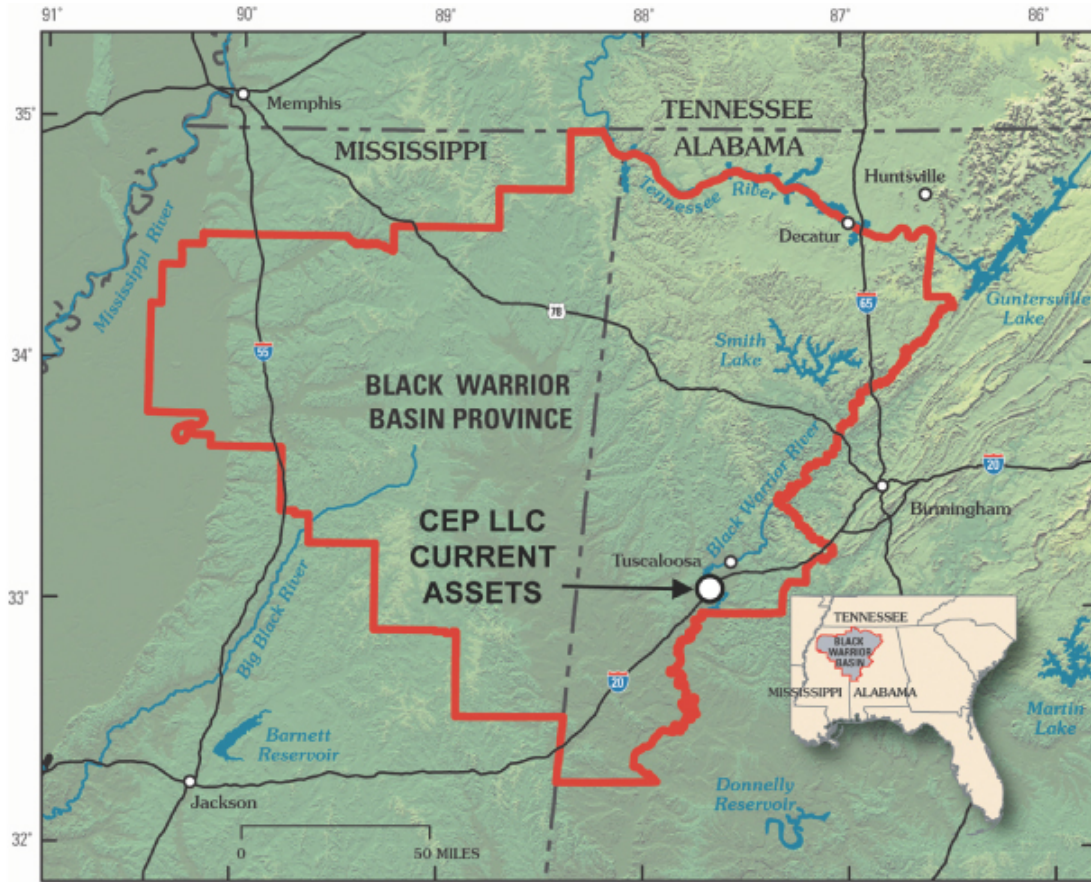 91° 90° 89° 88° 87° 86°
35°
Memphis
TENNESSEE
MISSISSIPPI
ALABAMA
Huntsville
Tennessee River
Decatur
Mississippi River
65
Guntersville
Lake
78
34°
55
Smith
Lake
BLACK WARRIOR
BASIN PROVINCE
20
Black Warrior River
Birmingham
CEP LLC
CURRENT
ASSETS
Tuscaloosa
33°
Big Black River
TENNESSEE
BLACK
WARRIOR
BASIN
MISSISSIPPI
ALABAMA
20
Martin
Lake
Barnett
Reservoir
Donnelly
Reservoir
Jackson
32°
0 50 MILES